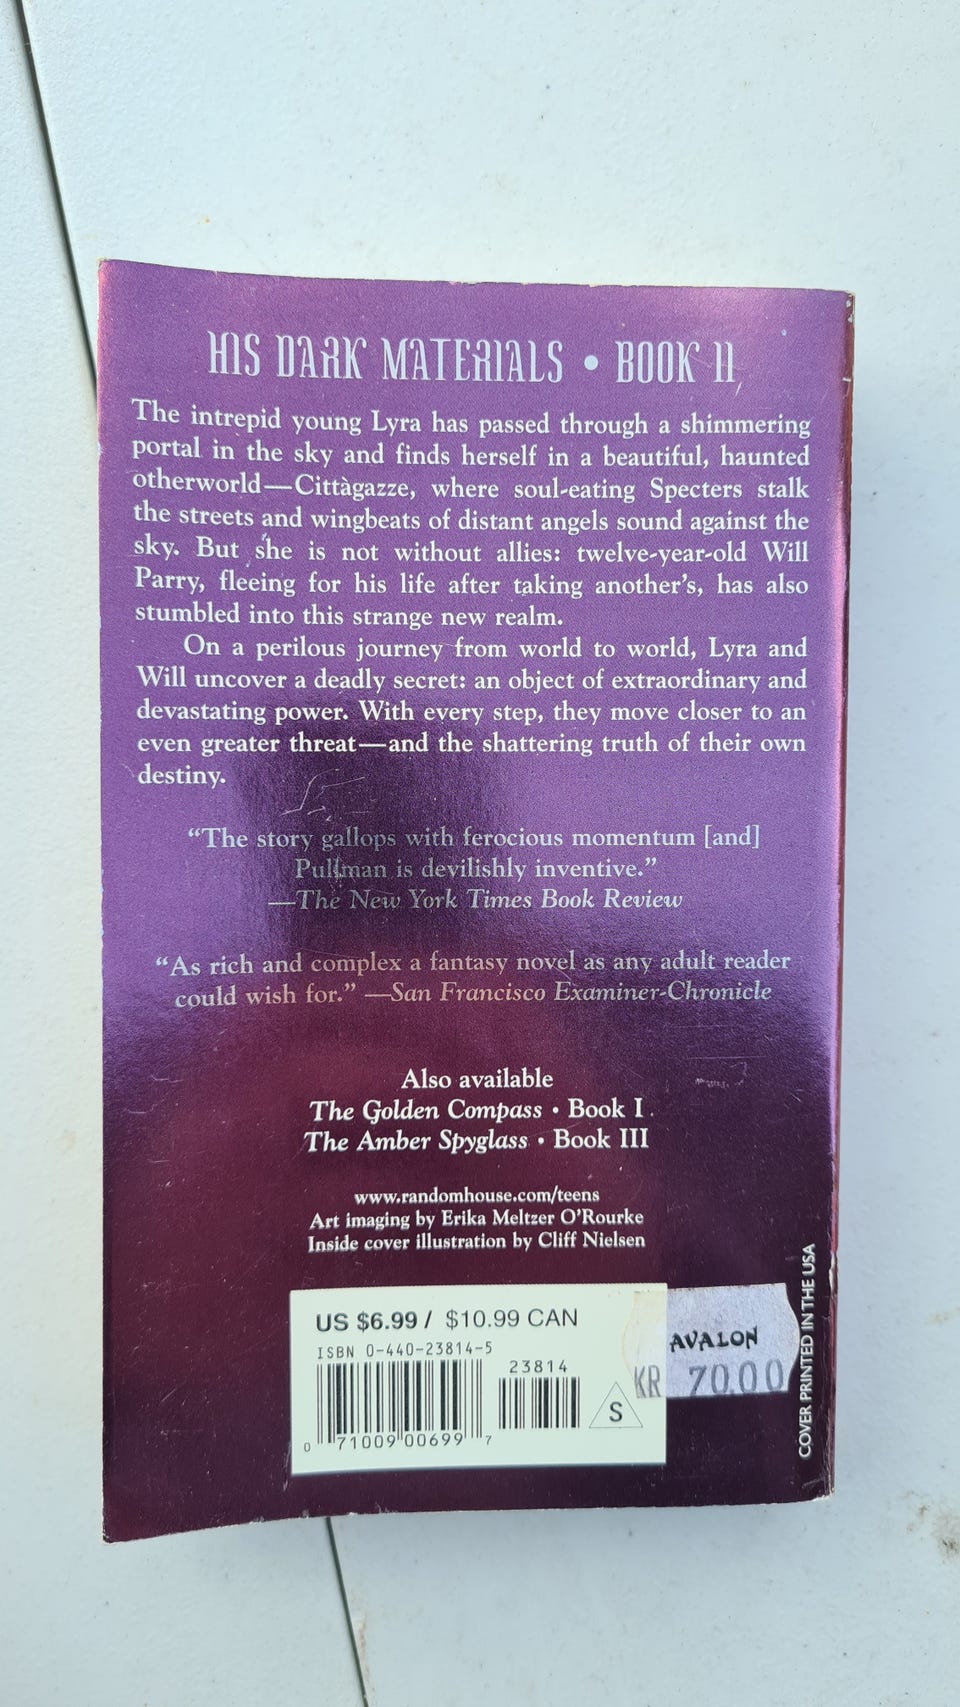 HIS DARK MATERIALS • BOOK II
The intrepid young Lyra has passed through a shimmering
portal in the sky and finds herself in a beautiful, haunted
otherworld—Cittàgazze, where soul-eating Specters stalk
the streets and wingbeats of distant angels sound against the
sky. But she is not without allies: twelve-year-old Will
Parry, fleeing for his life after taking another's, has also
stumbled into this strange new realm.
On a perilous journey from world to world, Lyra and
Will uncover a deadly secret: an object of extraordinary and
devastating power. With every step, they move closer to an
even greater threat—and the shattering truth of their own
destiny.
"The story gallops with ferocious momentum [and]
Pullman is devilishly inventive."
—The New York Times Book Review
"As rich and complex a fantasy novel as any adult reader
could wish for." —San Francisco Examiner-Chronicle
Also available
The Golden Compass • Book I
The Amber Spyglass • Book III
www.randomhouse.com/teens
Art imaging by Erika Meltzer O'Rourke
Inside cover illustration by Cliff Nielsen
US $6.99 / $10.99 CAN
ISBN 0-440-23814-5
23814
0 71009 00699 7
S
AVALON
KR 70.00
COVER PRINTED IN THE USA